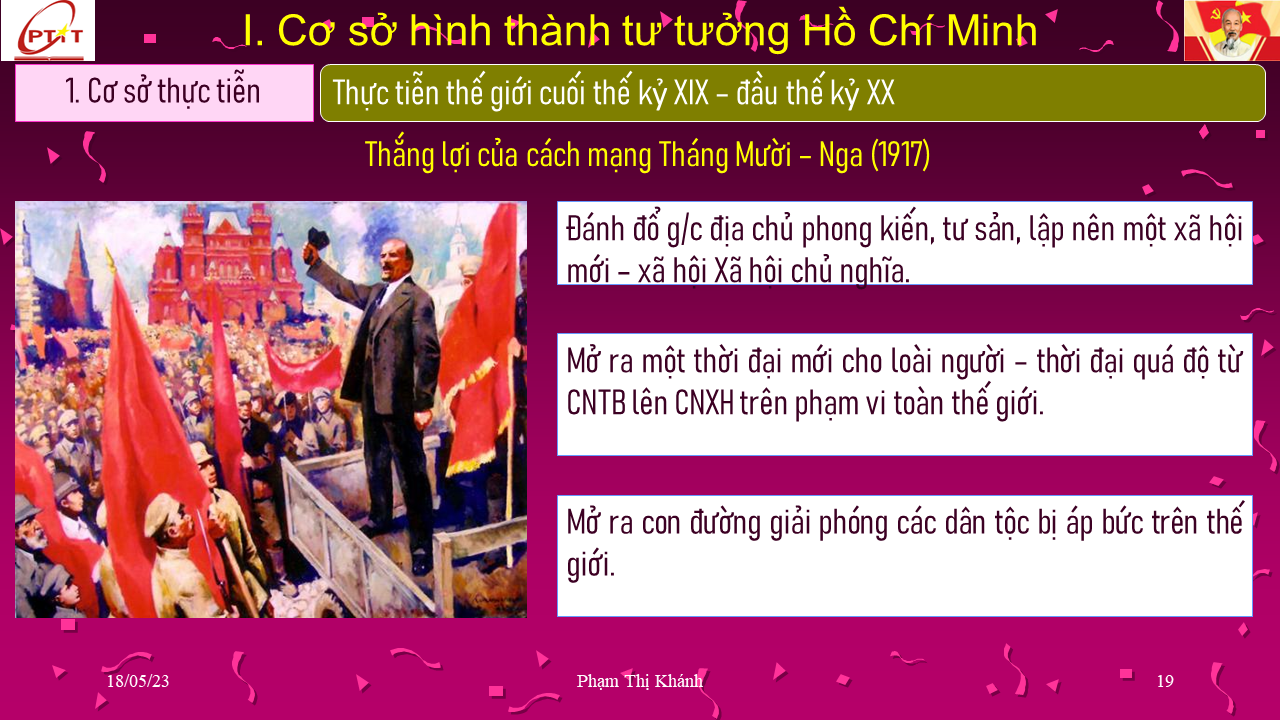 PTiT
I. Cơ sở hình thành tư tưởng Hồ Chí Minh
1. Cơ sở thực tiễn
Thực tiễn thế giới cuối thế kỷ XIX – đầu thế kỷ XX
Thắng lợi của cách mạng Tháng Mười – Nga (1917)
Đánh đổ g/c địa chủ phong kiến, tư sản, lập nên một xã hội
mới – xã hội Xã hôi chủ nghĩa.
Mở ra một thời đại mới cho loài người – thời đại quá độ từ
CNTB lên CNXH trên phạm vi toàn thế giới.
Mở ra con đường giải phóng các dân tộc bị áp bức trên thế
giới.
18/05/23
Phạm Thị Khánh
19